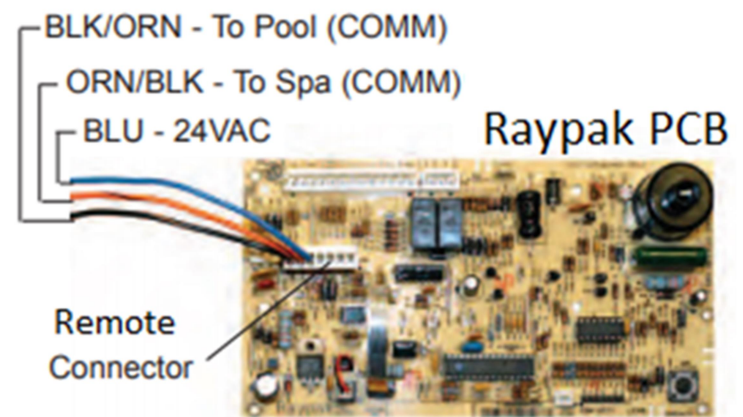 BLK/ORN - To Pool (COMM)
ORN/BLK - To Spa (COMM)
BLU - 24VAC
Raypak PCB
Remote
Connector